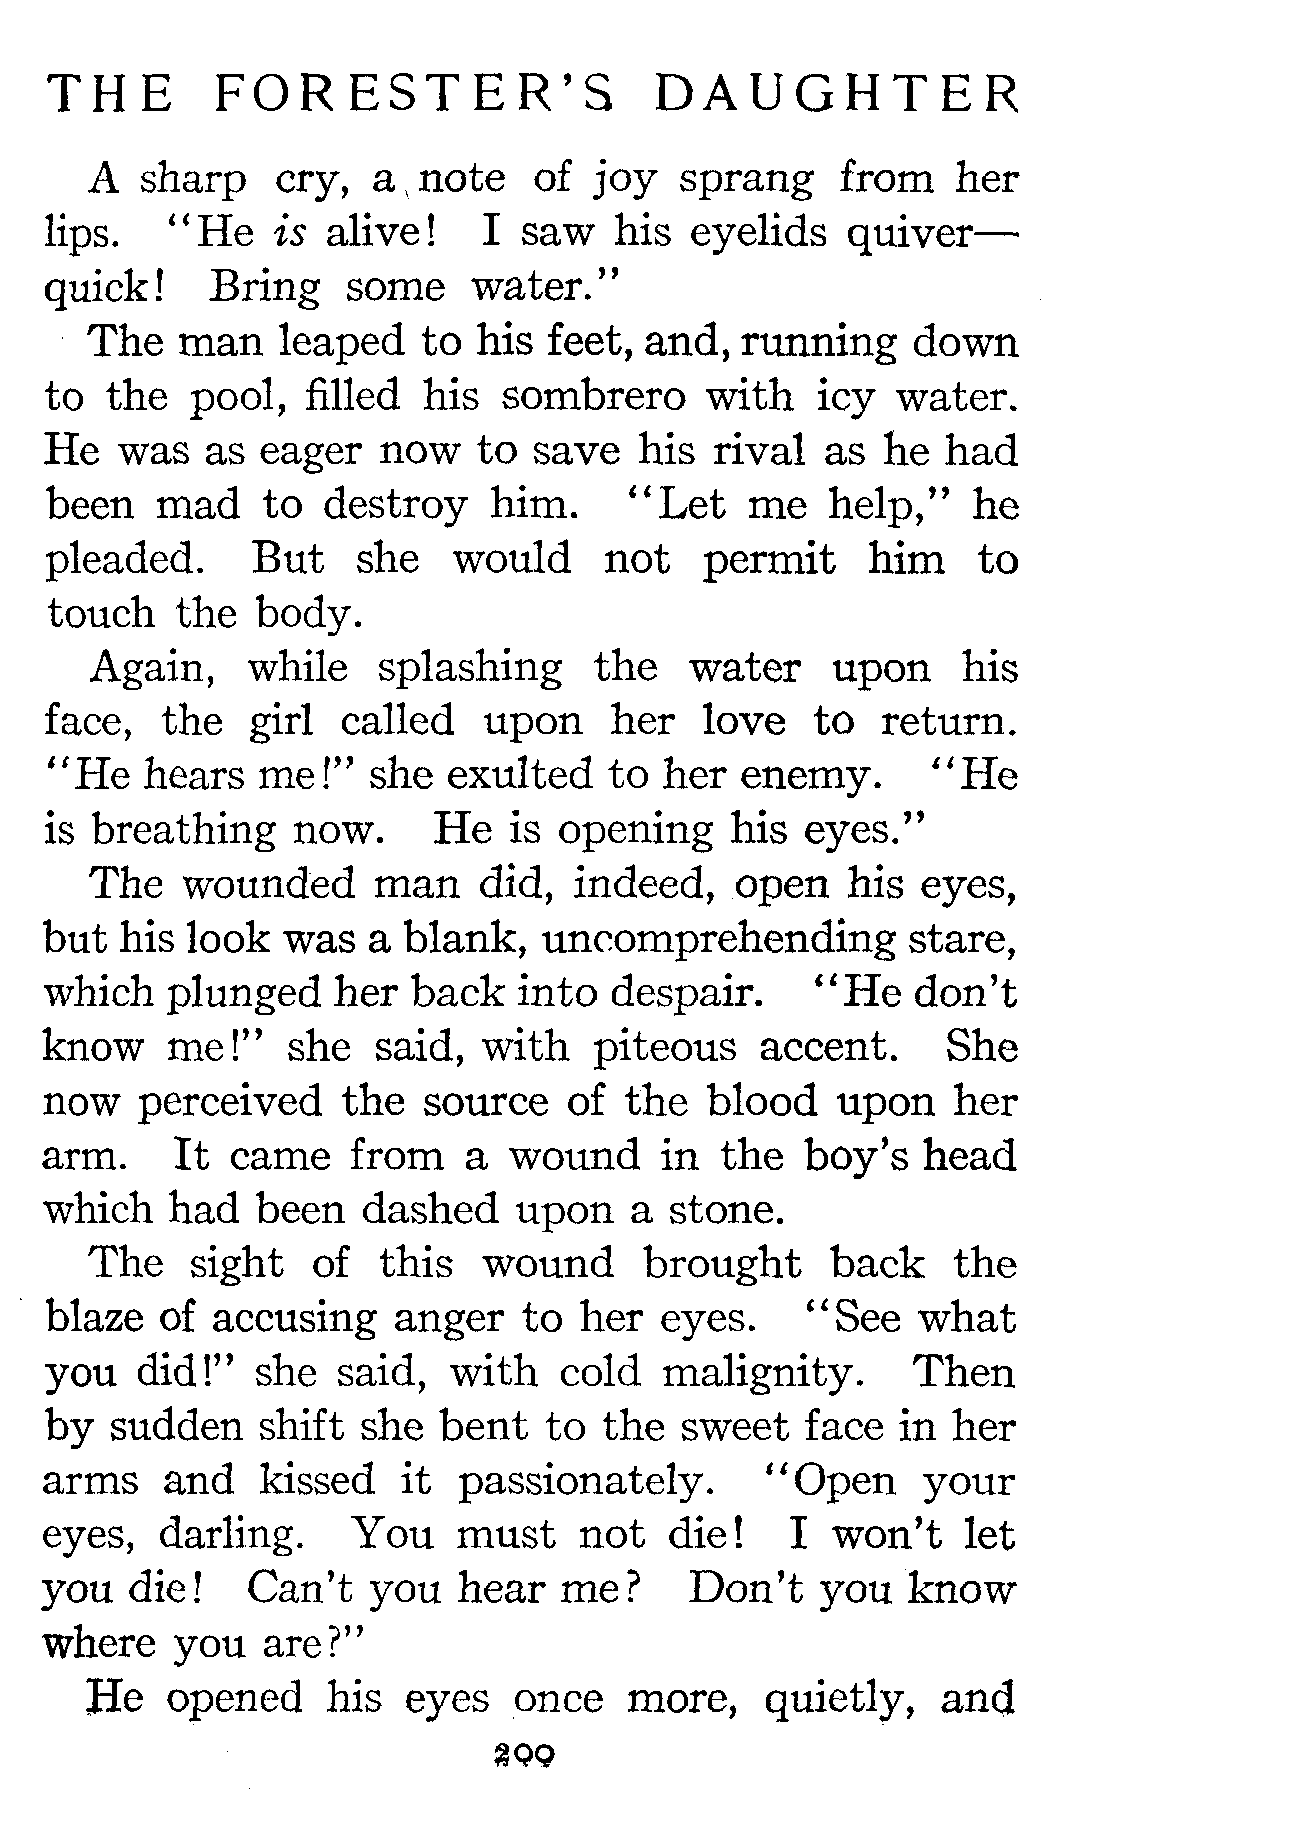 THE FORESTER'S DAUGHTER
A sharp cry, a note of joy sprang from her
lips. "He is alive! I saw his eyelids quiver—
quick! Bring some water."
The man leaped to his feet, and, running down
to the pool, filled his sombrero with icy water.
He was as eager now to save his rival as he had
been mad to destroy him. "Let me help," he
pleaded. But she would not permit him to
touch the body.
Again, while splashing the water upon his
face, the girl called upon her love to return.
"He hears me!" she exulted to her enemy. "He
is breathing now. He is opening his eyes."
The wounded man did, indeed, open his eyes,
but his look was a blank, uncomprehending stare,
which plunged her back into despair. "He don't
know me!" she said, with piteous accent. She
now perceived the source of the blood upon her
arm. It came from a wound in the boy's head
which had been dashed upon a stone.
The sight of this wound brought back the
blaze of accusing anger to her eyes. "See what
you did!" she said, with cold malignity. Then
by sudden shift she bent to the sweet face in her
arms and kissed it passionately. "Open your
eyes, darling. You must not die! I won't let
you die! Can't you hear me? Don't you know
where you are?"
He opened his eyes once more, quietly, and
299